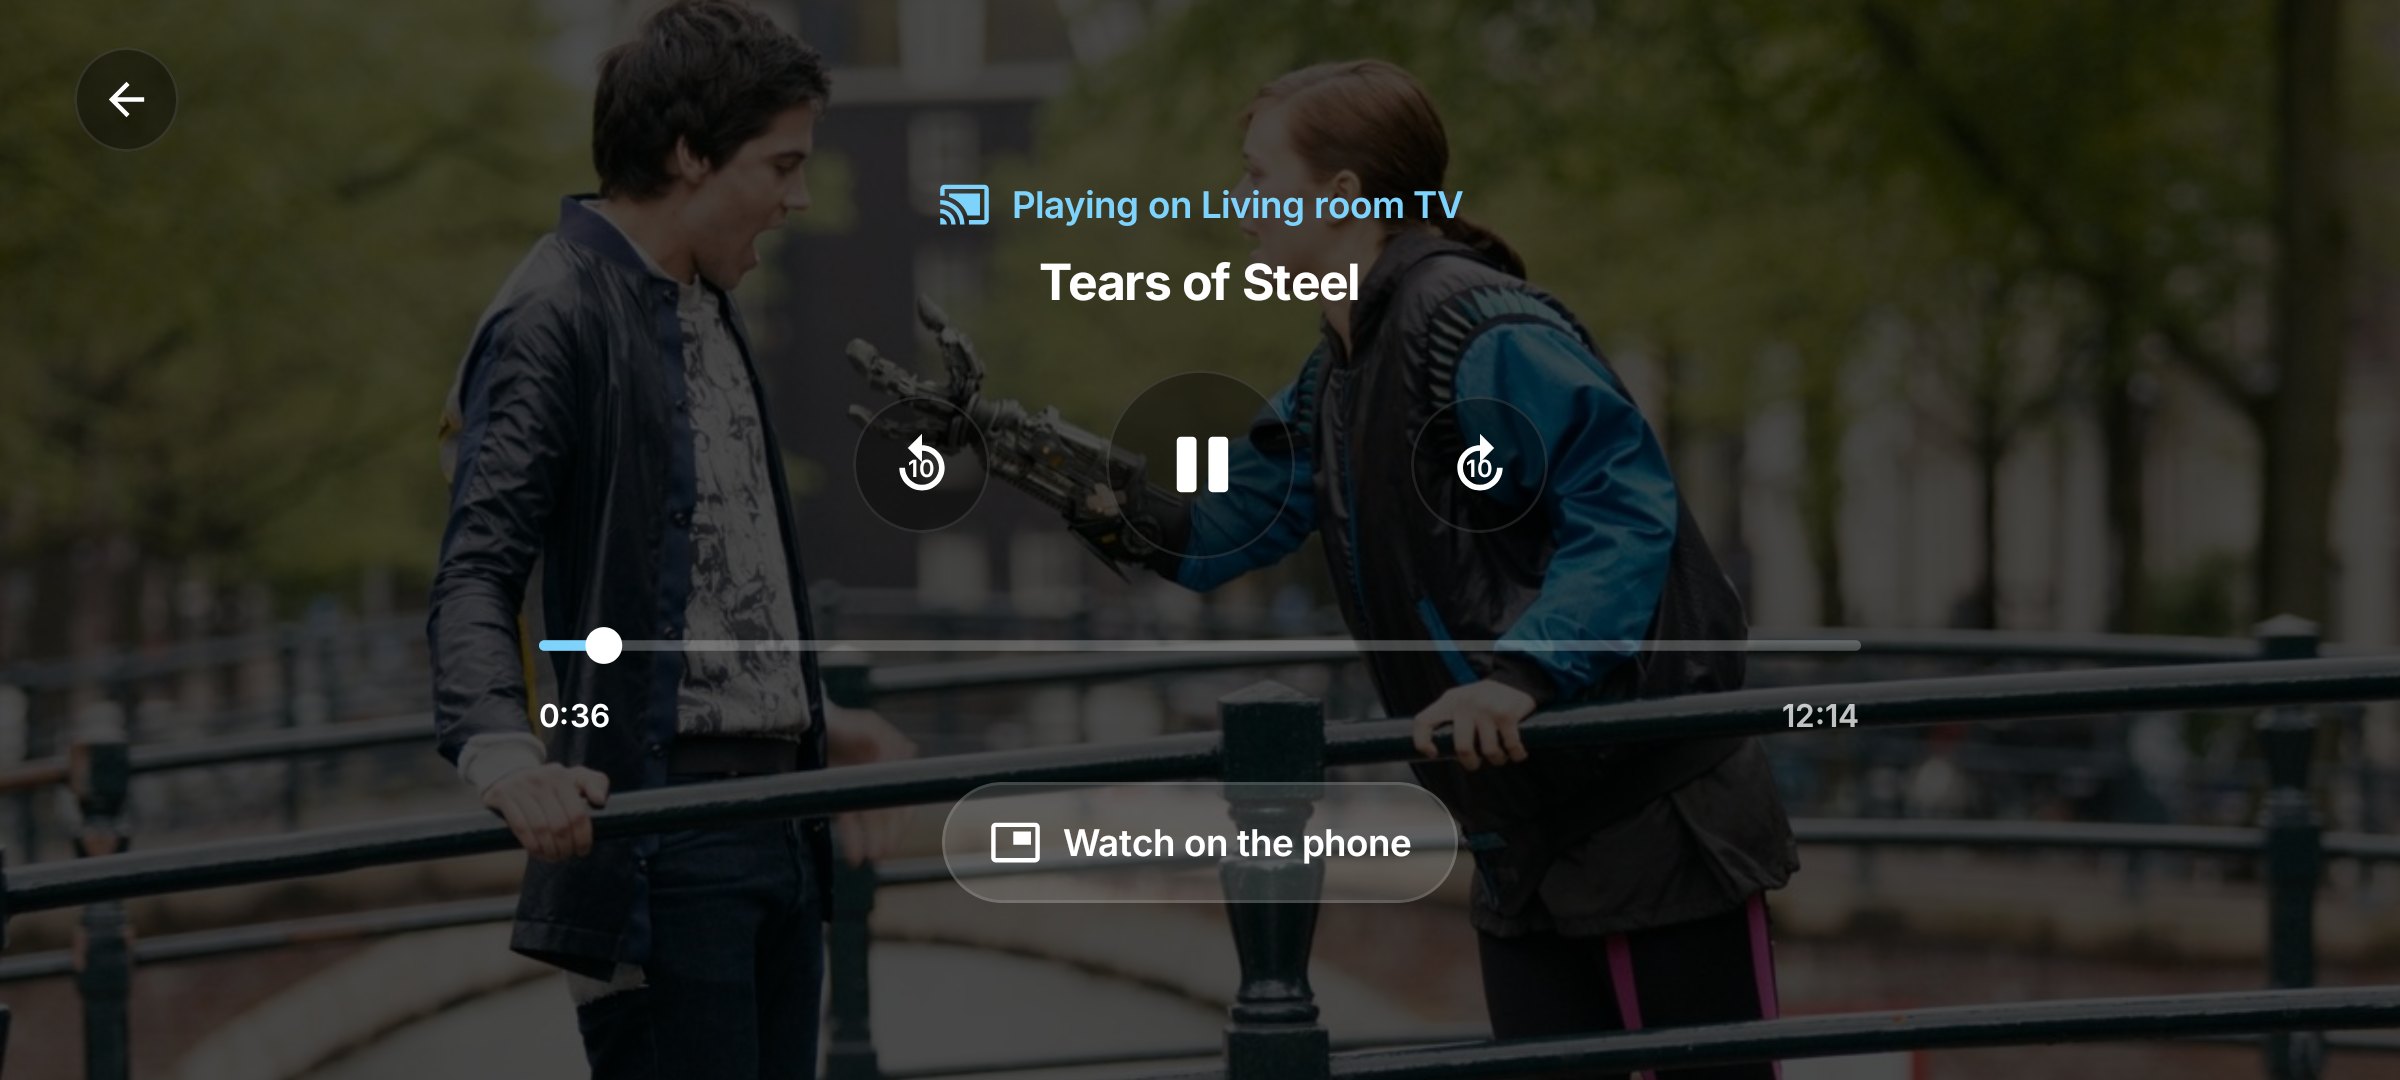 Playing on Living room TV
Tears of Steel
10
10
0:36
12:14
Watch on the phone